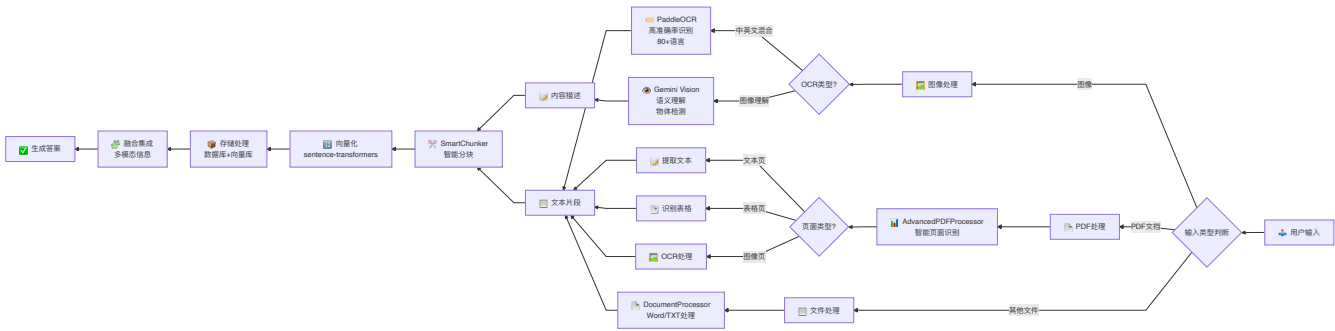 PaddleOCR
高准确率识别
80+语言
中英文混合
OCR类型?
图像处理
图像
Gemini Vision
语义理解
物体检测
图像理解
内容描述
生成答案
融合集成
多模态信息
存储处理
数据库+向量库
向量化
sentence-transformers
SmartChunker
智能分块
提取文本
文本页
文本片段
识别表格
表格页
页面类型?
AdvancedPDFProcessor
智能页面识别
PDF处理
PDF文档
输入类型判断
用户输入
OCR处理
图像页
DocumentProcessor
Word/TXT处理
文件处理
其他文件